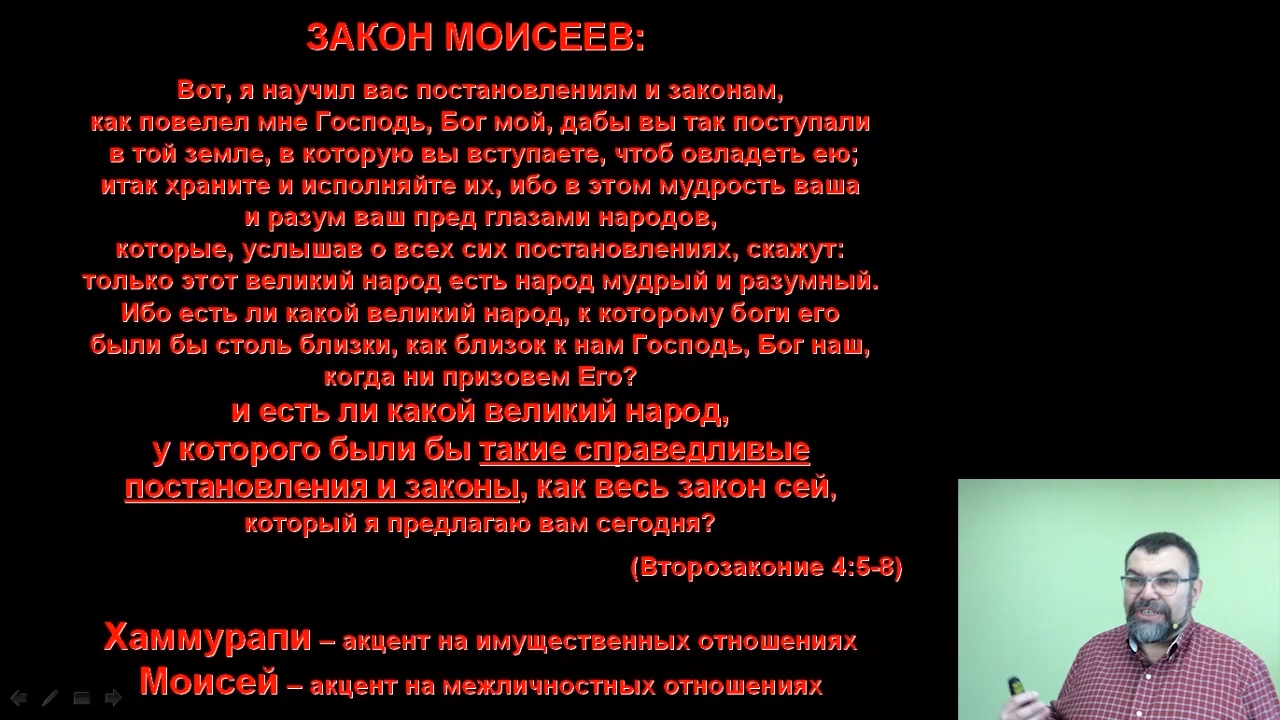 ЗАКОН МОИСЕЕВ:
Вот, я научил вас постановлениям и законам,
как повелел мне Господь, Бог мой, дабы вы так поступали
в той земле, в которую вы вступаете, чтоб овладеть ею;
итак храните и исполняйте их, ибо в этом мудрость ваша
и разум ваш пред глазами народов,
которые, услышав о всех сих постановлениях, скажут:
только этот великий народ есть народ мудрый и разумный.
Ибо есть ли какой великий народ, к которому боги его
были бы столь близки, как близок к нам Господь, Бог наш,
когда ни призовем Его?
и есть ли какой великий народ,
у которого были бы такие справедливые
постановления и законы, как весь закон сей,
который я предлагаю вам сегодня?
(Второзаконие 4:5-8)
Хаммурапи – акцент на имущественных отношениях
Моисей – акцент на межличностных отношениях